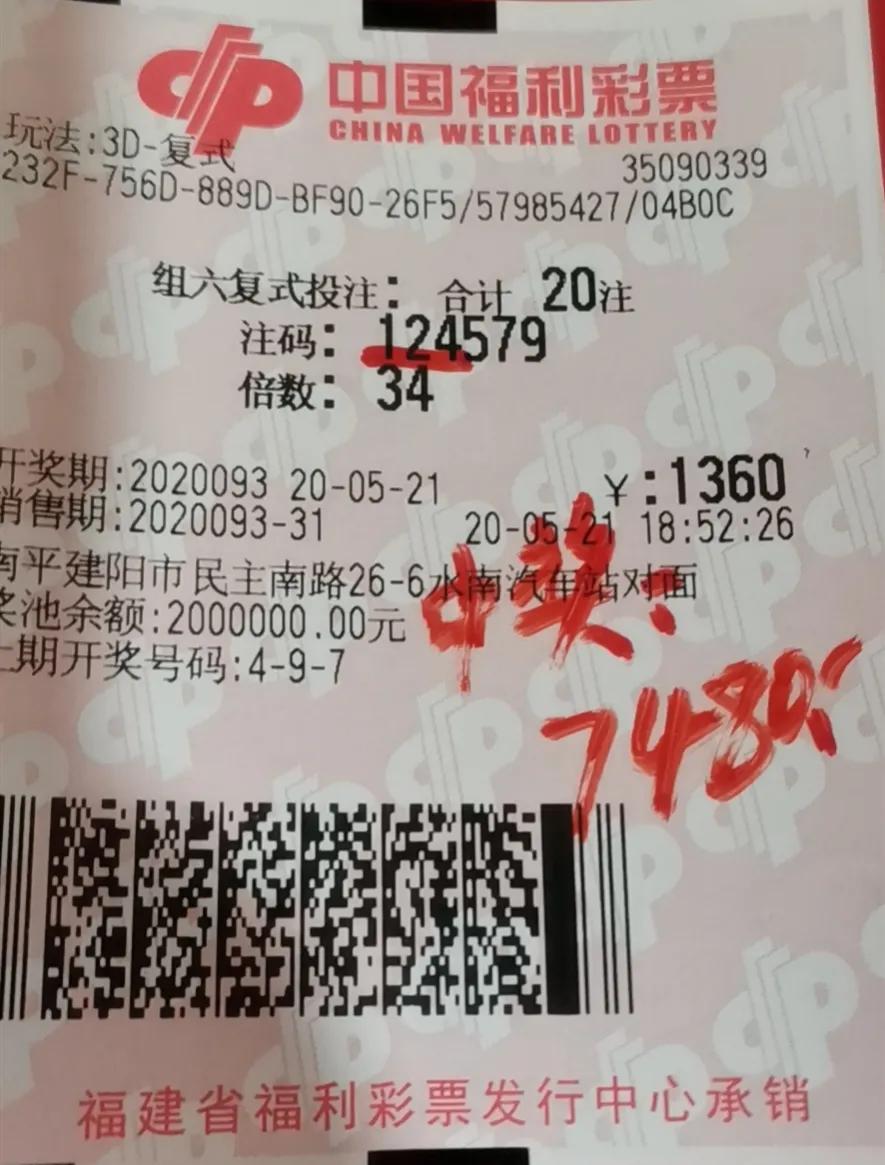 中国福利彩票
CHINA WELFARE LOTTERY
玩法:3D-复式
35090339
232F-756D-889D-BF90-26F5/57985427/04B0C
组六复式投注: 合计 20注
注码: 124579
倍数: 34
开奖期:2020093 20-05-21 ¥:1360
销售期:2020093-31 20-05-21 18:52:26
南平建阳市民主南路26-6水南汽车站对面
奖池余额:2000000.00元
上期开奖号码:4-9-7
中奖:
7480.-
福建省福利彩票发行中心承销